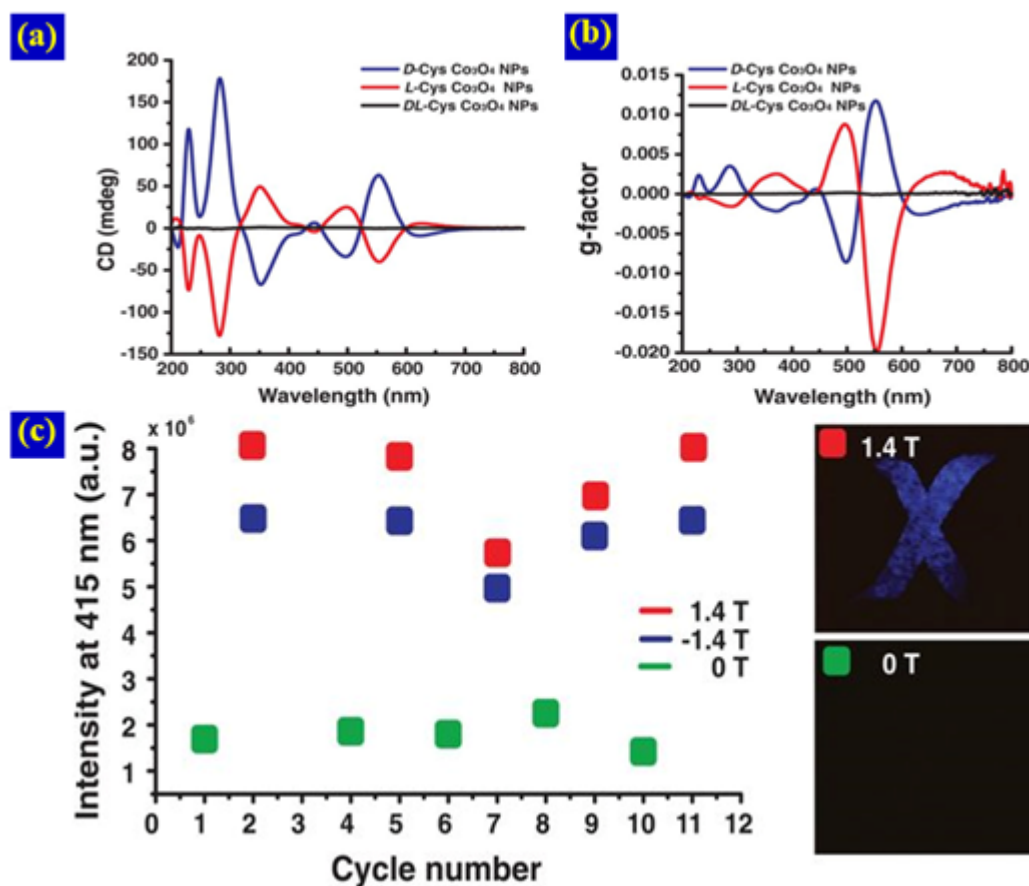 (a)
200
150
100
50
0
-50
-100
-150
CD (mdeg)
D-Cys Co₃O₄ NPs
L-Cys Co₃O₄ NPs
DL-Cys Co₃O₄ NPs
200 300 400 500 600 700 800
Wavelength (nm)
(b)
0.015
0.010
0.005
0.000
-0.005
-0.010
-0.015
-0.020
g-factor
D-Cys Co₃O₄ NPs
L-Cys Co₃O₄ NPs
DL-Cys Co₃O₄ NPs
200 300 400 500 600 700 800
Wavelength (nm)
(c)
x 10⁶
8
7
6
5
4
3
2
1
Intensity at 415 nm (a.u.)
1.4 T
-1.4 T
0 T
0 1 2 3 4 5 6 7 8 9 10 11 12
Cycle number
1.4 T
X
0 T